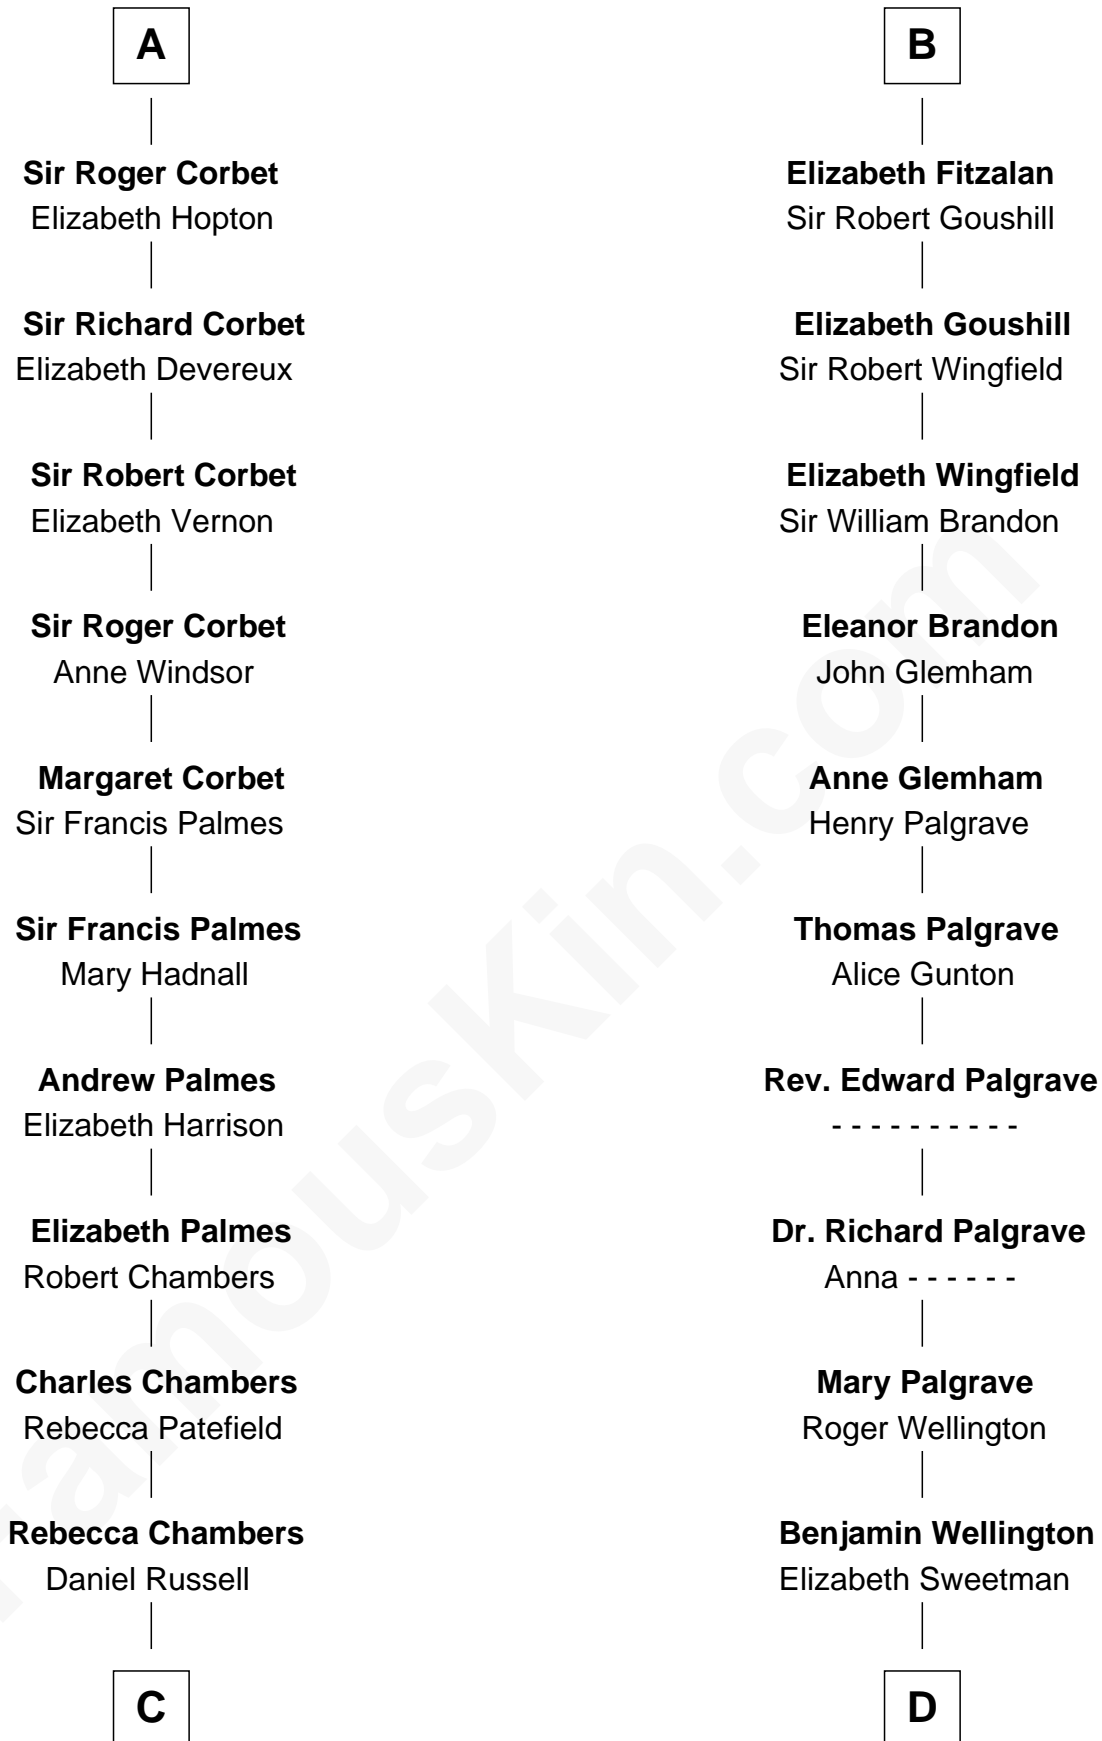 A
Sir Roger Corbet
Elizabeth Hopton
Sir Richard Corbet
Elizabeth Devereux
Sir Robert Corbet
Elizabeth Vernon
Sir Roger Corbet
Anne Windsor
Margaret Corbet
Sir Francis Palmes
Sir Francis Palmes
Mary Hadnall
Andrew Palmes
Elizabeth Harrison
Elizabeth Palmes
Robert Chambers
Charles Chambers
Rebecca Patefield
Rebecca Chambers
Daniel Russell
C
B
Elizabeth Fitzalan
Sir Robert Goushill
Elizabeth Goushill
Sir Robert Wingfield
Elizabeth Wingfield
Sir William Brandon
Eleanor Brandon
John Glemham
Anne Glemham
Henry Palgrave
Thomas Palgrave
Alice Gunton
Rev. Edward Palgrave
- - - - - - - - - -
Dr. Richard Palgrave
Anna - - - - - -
Mary Palgrave
Roger Wellington
Benjamin Wellington
Elizabeth Sweetman
D
FamousKin.com